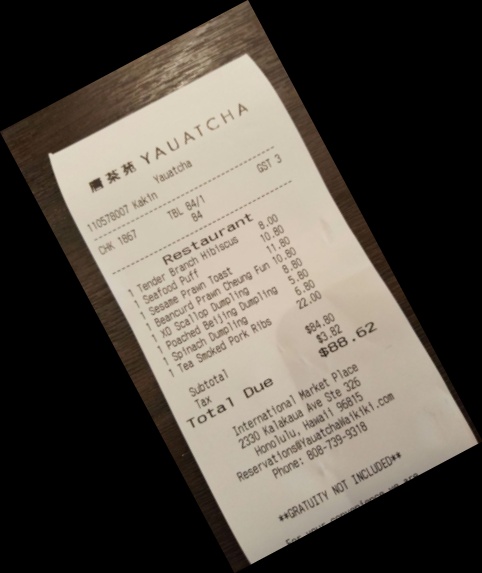 茶苑 YAUATCHA
Yauatcha
110578007 Kakin
TBL 84/1 GST 3
CHK 1867 84
Restaurant
1 Tender Branch Hibiscus 8.00
1 Seafood Puff 10.80
1 Sesame Prawn Toast 11.80
1 Beancurd Prawn Cheung Fun 10.80
1 XO Scallop Dumpling 8.80
1 Poached Beijing Dumpling 5.80
1 Spinach Dumpling 6.80
1 Tea Smoked Pork Ribs 22.00
Subtotal $84.80
Tax $3.82
Total Due $88.62
International Market Place
2330 Kalakaua Ave Ste 326
Honolulu, Hawaii 96815
Reservations@YauatchaWaikiki.com
Phone: 808-739-9318
**GRATUITY NOT INCLUDED**